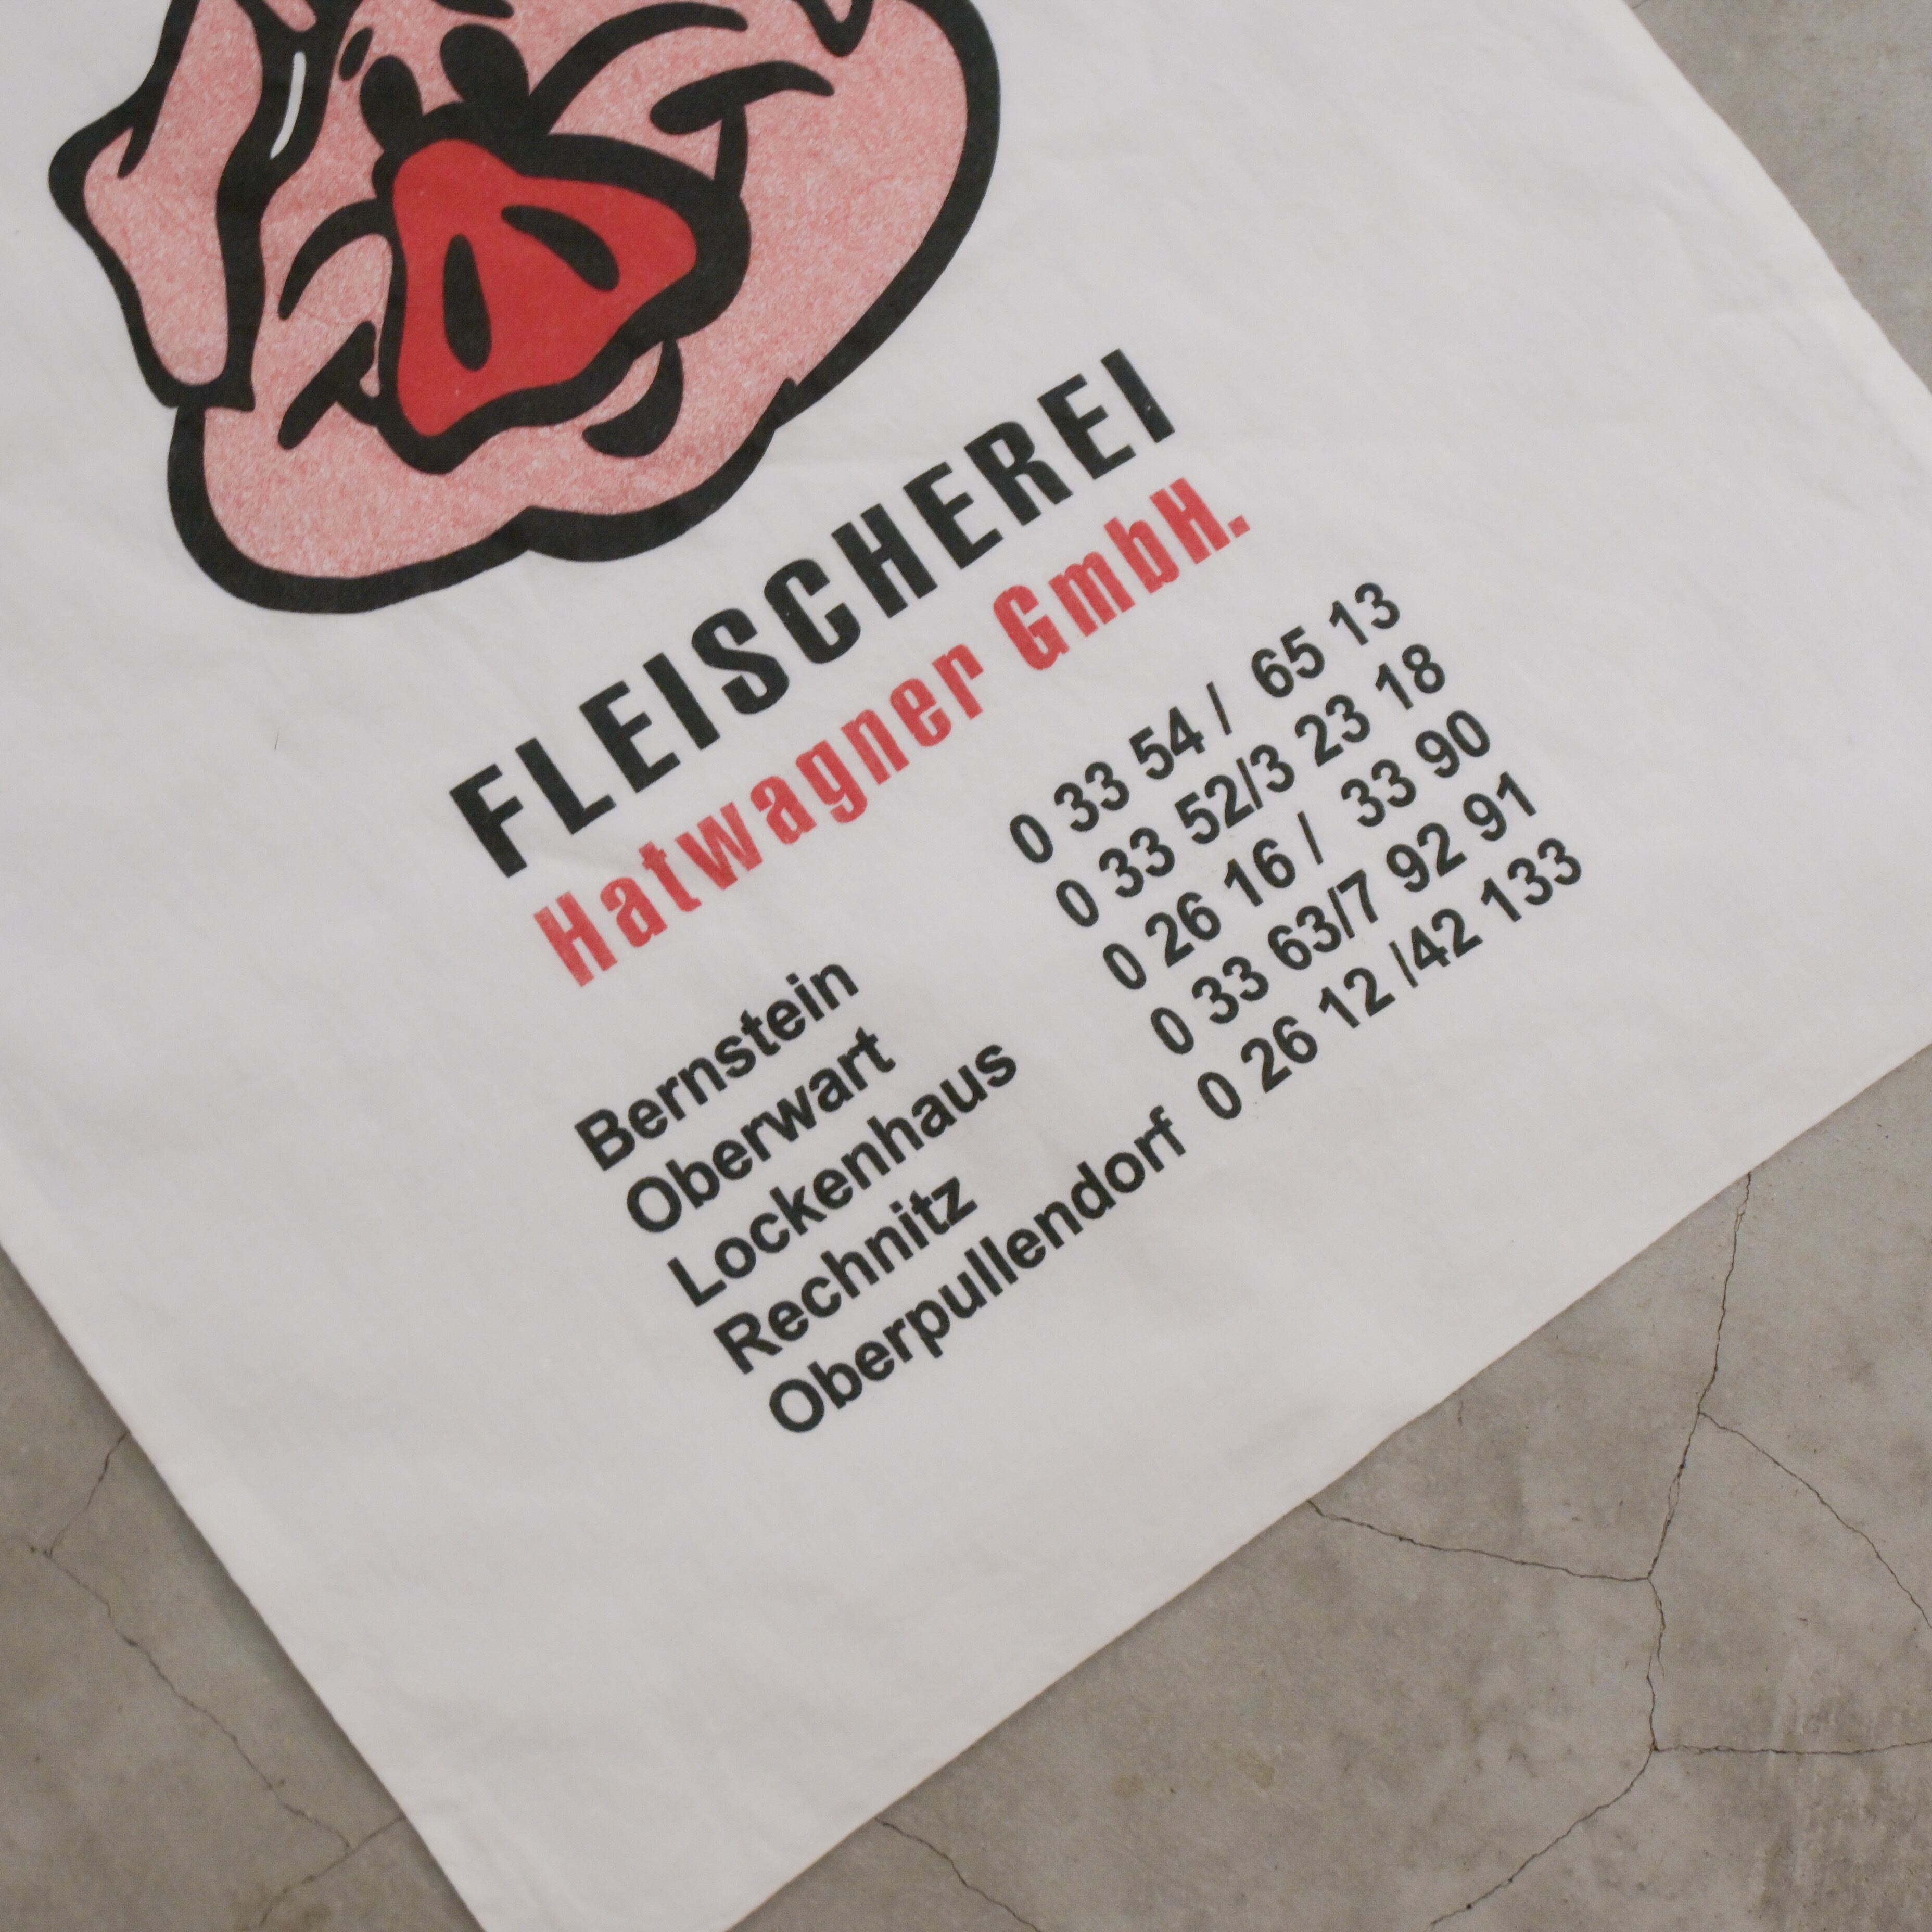 FLEISCHEREI
Hatwagner GmbH.
Bernstein 0 33 54 / 65 13
Oberwart 0 33 52/3 23 18
Lockenhaus 0 26 16 / 33 90
Rechnitz 0 33 63/7 92 91
Oberpullendorf 0 26 12 /42 133